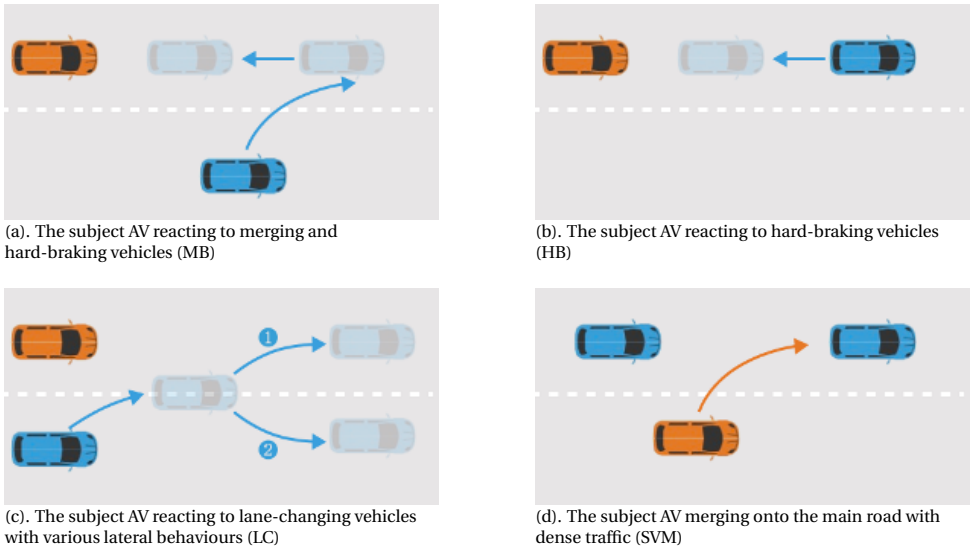 (a). The subject AV reacting to merging and
hard-braking vehicles (MB)
(b). The subject AV reacting to hard-braking vehicles
(HB)
1
2
(c). The subject AV reacting to lane-changing vehicles
with various lateral behaviours (LC)
(d). The subject AV merging onto the main road with
dense traffic (SVM)